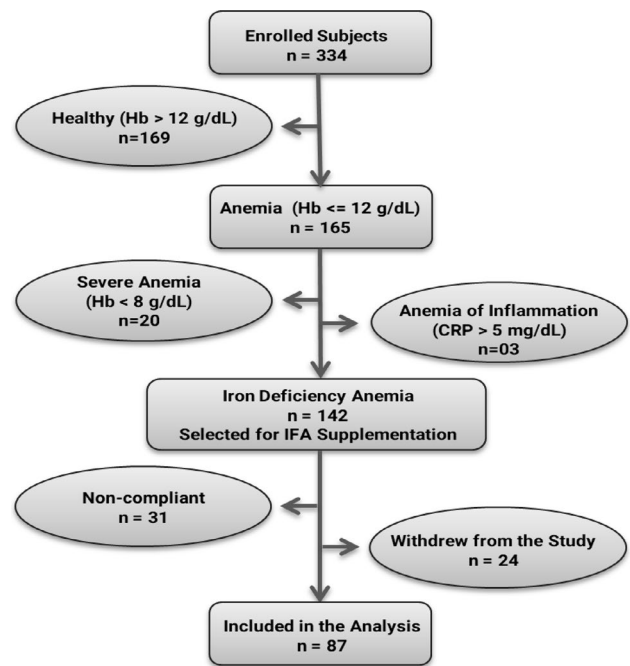 Enrolled Subjects
n = 334
Healthy (Hb > 12 g/dL)
n=169
Anemia (Hb <= 12 g/dL)
n = 165
Severe Anemia
(Hb < 8 g/dL)
n=20
Anemia of Inflammation
(CRP > 5 mg/dL)
n=03
Iron Deficiency Anemia
n = 142
Selected for IFA Supplementation
Non-compliant
n = 31
Withdrew from the Study
n = 24
Included in the Analysis
n = 87